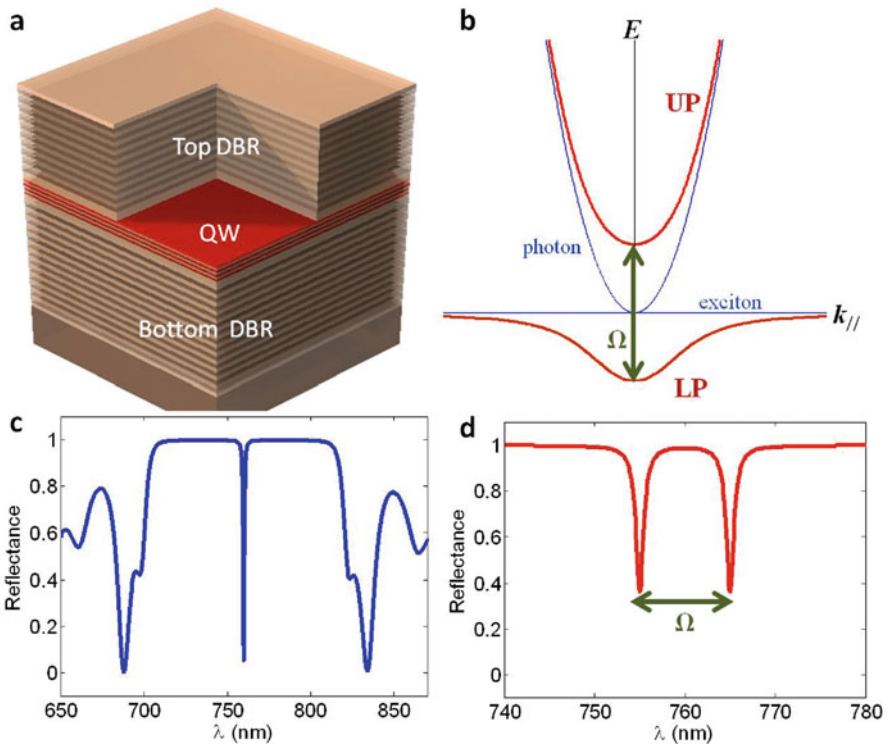 a
Top DBR
QW
Bottom DBR
b
E
UP
photon
exciton
k//
Ω
LP
c
Reflectance
1
0.8
0.6
0.4
0.2
0
650 700 750 800 850
λ (nm)
d
Reflectance
1
0.8
0.6
0.4
0.2
0
Ω
740 750 760 770 780
λ (nm)